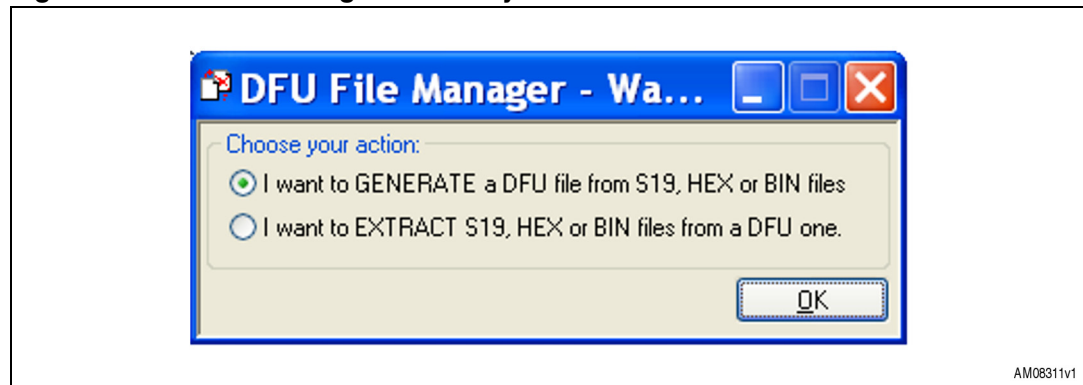 DFU File Manager - Wa...
Choose your action:
I want to GENERATE a DFU file from S19, HEX or BIN files
I want to EXTRACT S19, HEX or BIN files from a DFU one.
OK
AM08311v1